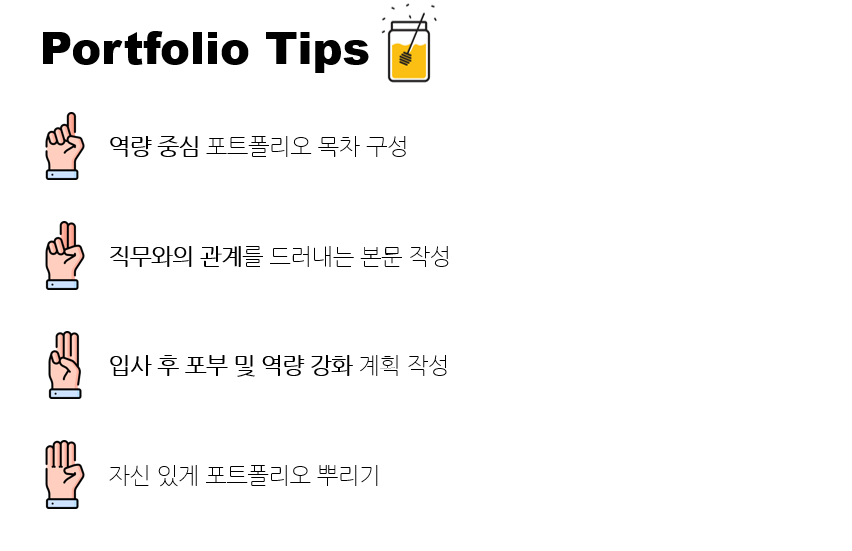 Portfolio Tips
역량 중심 포트폴리오 목차 구성
직무와의 관계를 드러내는 본문 작성
입사 후 포부 및 역량 강화 계획 작성
자신 있게 포트폴리오 뿌리기